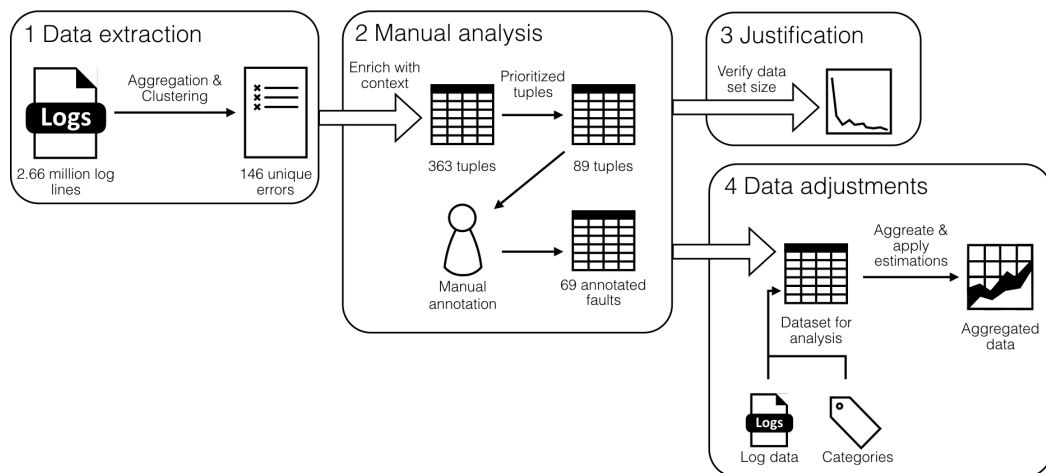 1 Data extraction
Aggregation &
Clustering
Logs
2.66 million log
lines
146 unique
errors
2 Manual analysis
Enrich with
context
Prioritized
tuples
363 tuples
89 tuples
Manual
annotation
69 annotated
faults
3 Justification
Verify data
set size
4 Data adjustments
Aggreate &
apply
estimations
Dataset for
analysis
Aggregated
data
Logs
Log data
Categories